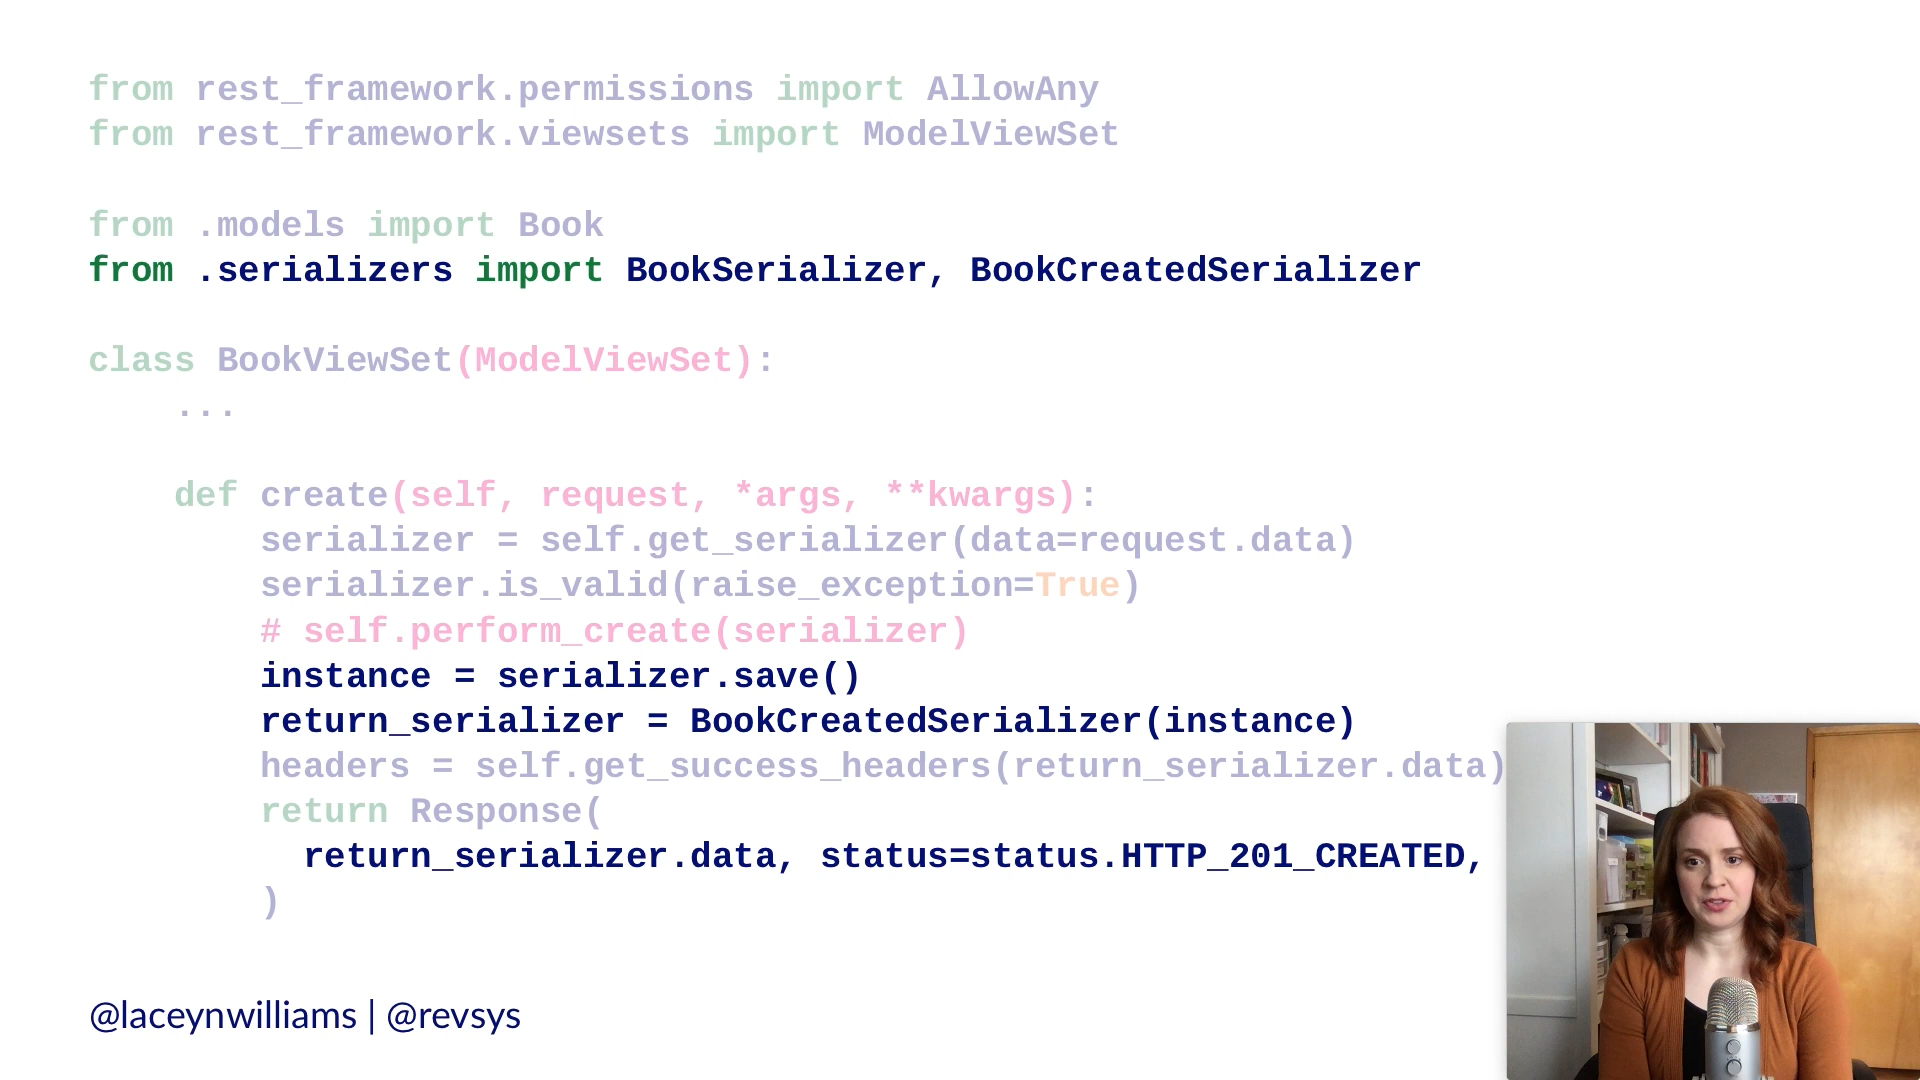 from rest_framework.permissions import AllowAny
from rest_framework.viewsets import ModelViewSet
from .models import Book
from .serializers import BookSerializer, BookCreatedSerializer
class BookViewSet(ModelViewSet):
    ...
    def create(self, request, *args, **kwargs):
        serializer = self.get_serializer(data=request.data)
        serializer.is_valid(raise_exception=True)
        # self.perform_create(serializer)
        instance = serializer.save()
        return_serializer = BookCreatedSerializer(instance)
        headers = self.get_success_headers(return_serializer.data)
        return Response(
          return_serializer.data, status=status.HTTP_201_CREATED,
        )
@laceynwilliams | @revsys